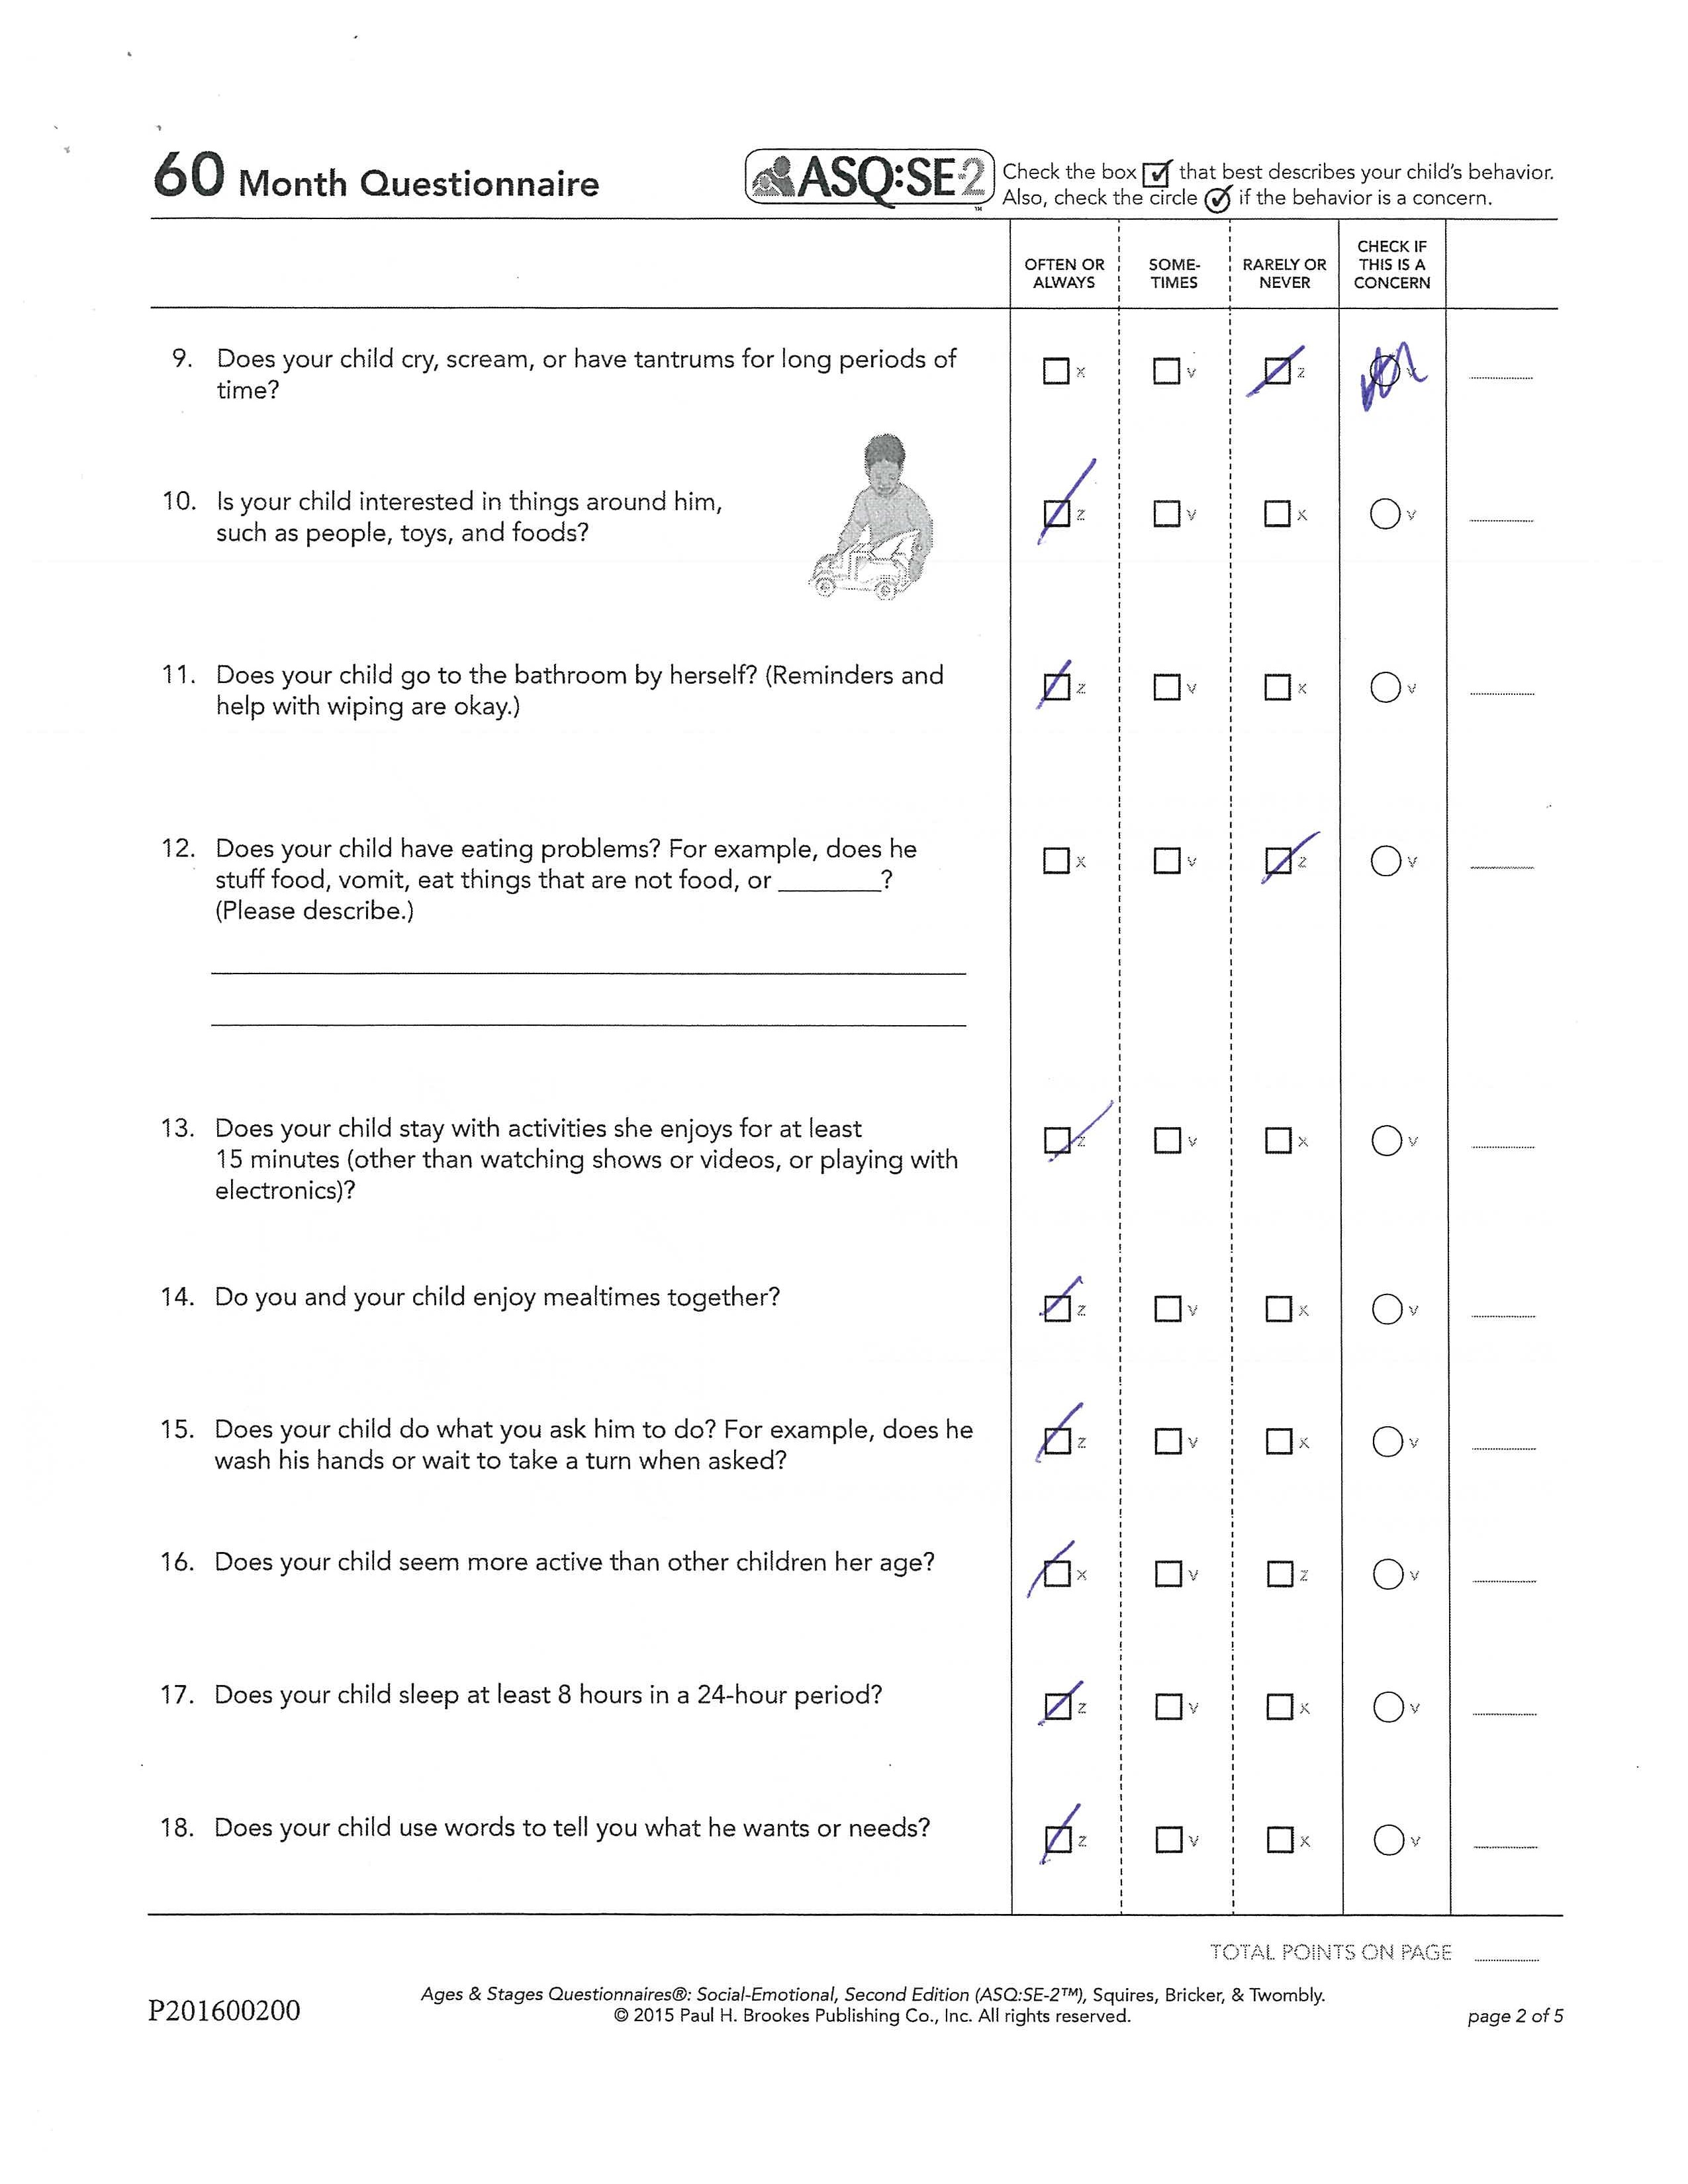 60 Month Questionnaire
ASQ:SE-2™
Check the box ☑ that best describes your child's behavior.
Also, check the circle if the behavior is a concern.
OFTEN OR ALWAYS
SOME-TIMES
RARELY OR NEVER
CHECK IF THIS IS A CONCERN
9. Does your child cry, scream, or have tantrums for long periods of
time?
x v z
10. Is your child interested in things around him,
such as people, toys, and foods?
z v x v
11. Does your child go to the bathroom by herself? (Reminders and
help with wiping are okay.)
z v x v
12. Does your child have eating problems? For example, does he
stuff food, vomit, eat things that are not food, or ________?
(Please describe.)
x v z v
13. Does your child stay with activities she enjoys for at least
15 minutes (other than watching shows or videos, or playing with
electronics)?
z v x v
14. Do you and your child enjoy mealtimes together?
z v x v
15. Does your child do what you ask him to do? For example, does he
wash his hands or wait to take a turn when asked?
z v x v
16. Does your child seem more active than other children her age?
x v z v
17. Does your child sleep at least 8 hours in a 24-hour period?
z v x v
18. Does your child use words to tell you what he wants or needs?
z v x v
TOTAL POINTS ON PAGE
P201600200
Ages & Stages Questionnaires®: Social-Emotional, Second Edition (ASQ:SE-2™), Squires, Bricker, & Twombly.
© 2015 Paul H. Brookes Publishing Co., Inc. All rights reserved.
page 2 of 5